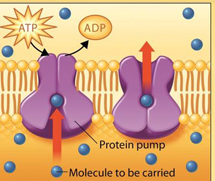 ATP
ADP
Protein pump
Molecule to be carried